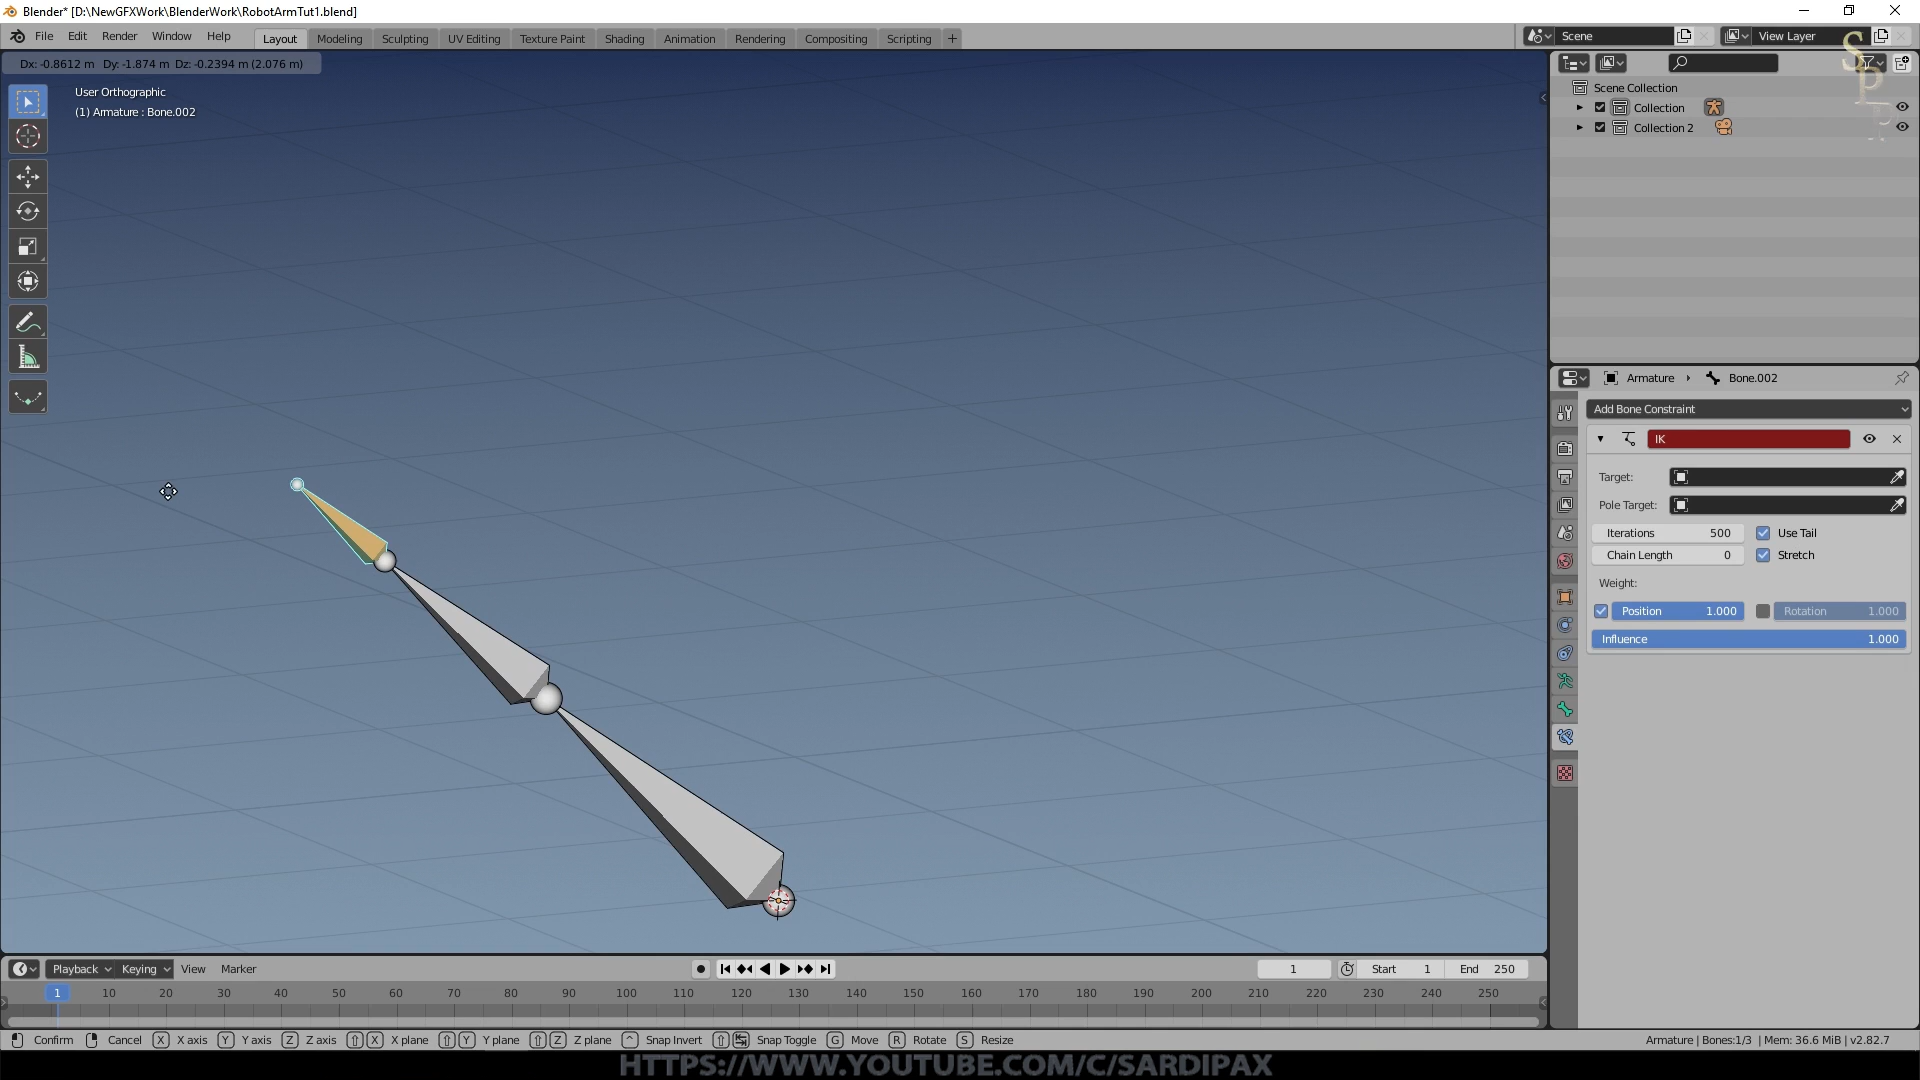 Blender* [D:\NewGFXWork\BlenderWork\RobotArmTut1.blend]
File Edit Render Window Help Layout Modeling Sculpting UV Editing Texture Paint Shading Animation Rendering Compositing Scripting + Scene View Layer
Dx: -0.8612 m Dy: -1.874 m Dz: -0.2394 m (2.076 m)
User Orthographic
(1) Armature : Bone.002
Scene Collection
Collection
Collection 2
Armature › Bone.002
Add Bone Constraint
IK
Target:
Pole Target:
Iterations 500 Use Tail
Chain Length 0 Stretch
Weight:
Position 1.000 Rotation 1.000
Influence 1.000
Playback Keying View Marker 1 Start 1 End 250
1 10 20 30 40 50 60 70 80 90 100 110 120 130 140 150 160 170 180 190 200 210 220 230 240 250
Confirm Cancel X X axis Y Y axis Z Z axis X X plane Y Y plane Z Z plane ^ Snap Invert Snap Toggle G Move R Rotate S Resize Armature | Bones:1/3 | Mem: 36.6 MiB | v2.82.7
HTTPS://WWW.YOUTUBE.COM/C/SARDIPAX